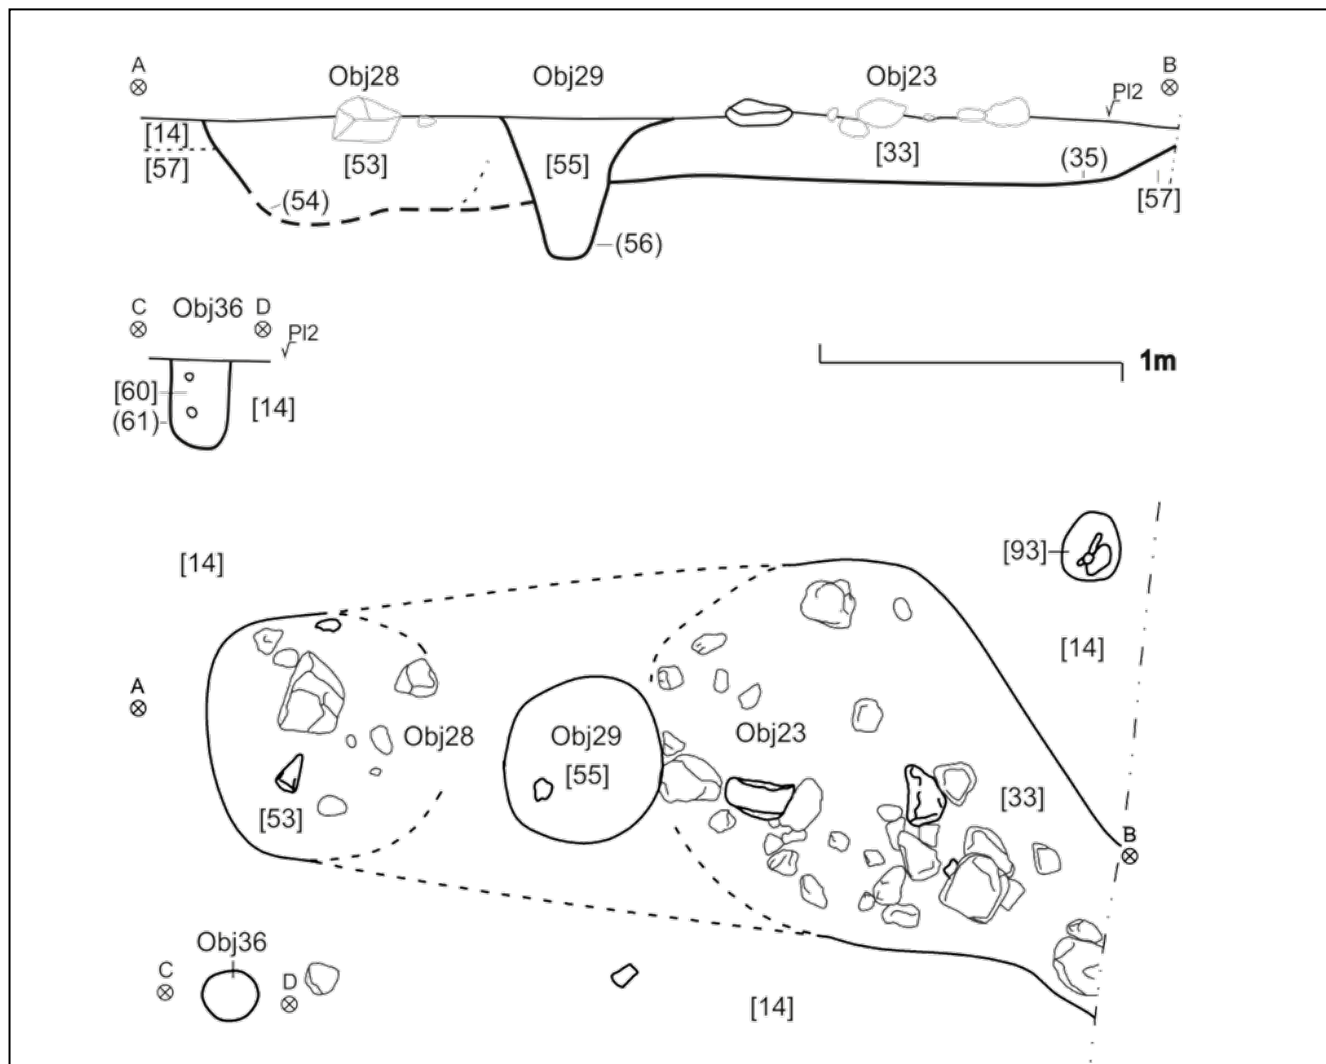 A
Obj28 Obj29 Obj23
B
Pl2
[14]
[57]
[53] [55] [33] (35)
(54)
[57]
(56)
C Obj36 D
Pl2
[60]
(61)
[14]
1m
[14]
[93]
[14]
A
Obj28 Obj29 Obj23
[55]
[53]
[33]
B
Obj36
C
D
[14]